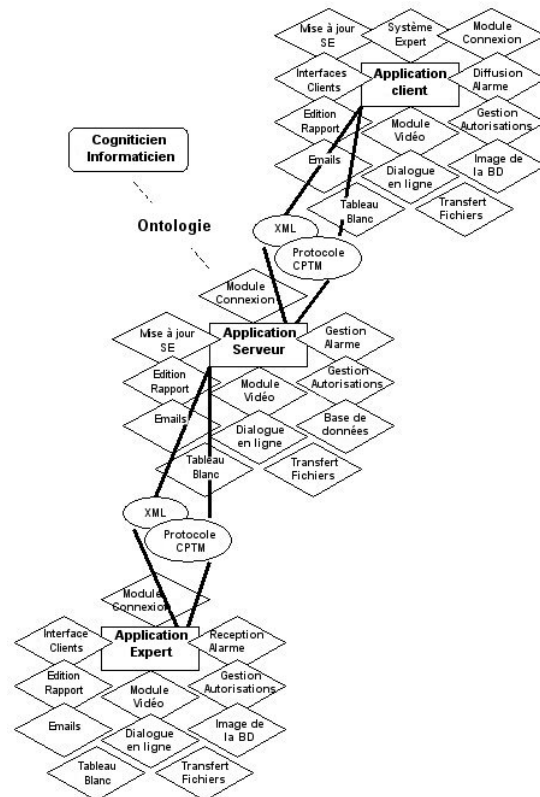 Mise à jour
SE
Système
Expert
Module
Connexion
Interfaces
Clients
Application
client
Diffusion
Alarme
Edition
Rapport
Module
Vidéo
Gestion
Autorisations
Cogniticien
Informaticien
Emails
Dialogue
en ligne
Image de
la BD
Tableau
Blanc
Transfert
Fichiers
Ontologie
XML
Protocole
CPTM
Module
Connexion
Mise à jour
SE
Application
Serveur
Gestion
Alarme
Edition
Rapport
Module
Vidéo
Gestion
Autorisations
Emails
Dialogue
en ligne
Base de
données
Tableau
Blanc
Transfert
Fichiers
XML
Protocole
CPTM
Module
Connexion
Interface
Clients
Application
Expert
Reception
Alarme
Edition
Rapport
Module
Vidéo
Gestion
Autorisations
Emails
Dialogue
en ligne
Image de
la BD
Tableau
Blanc
Transfert
Fichiers